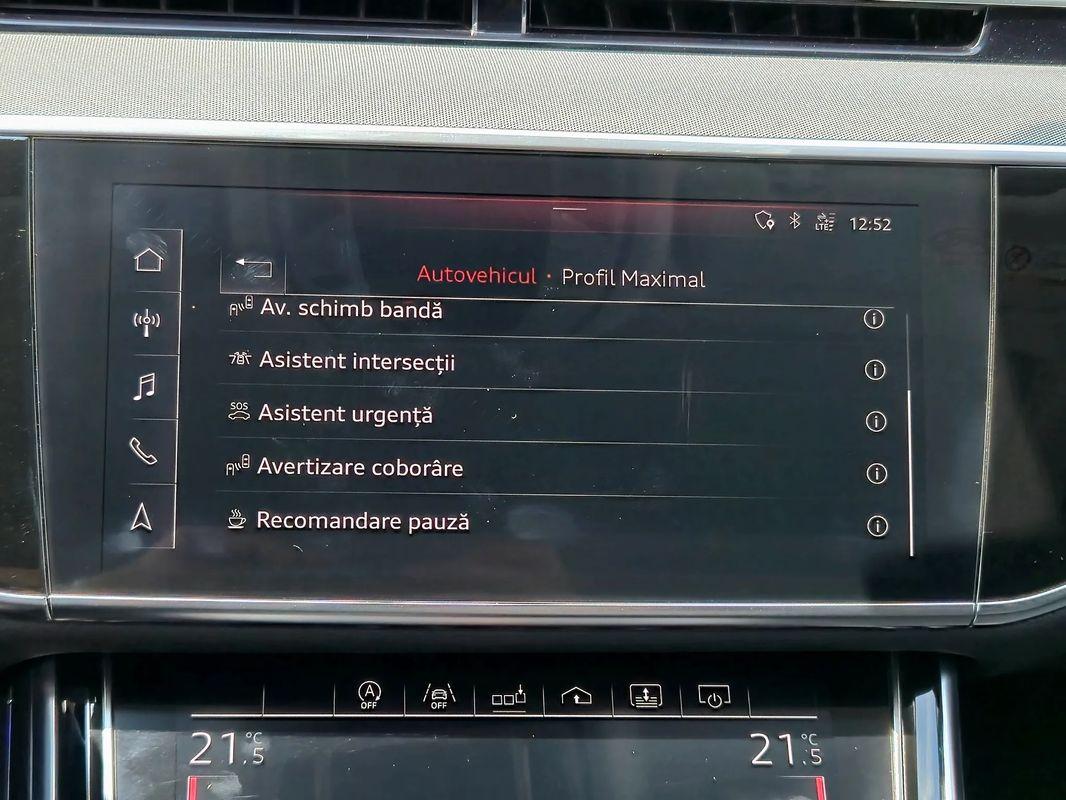 LTE 12:52
Autovehicul · Profil Maximal
Av. schimb bandă
Asistent intersecții
SOS Asistent urgență
Avertizare coborâre
Recomandare pauză
A OFF OFF
21.5 °C 21.5 °C